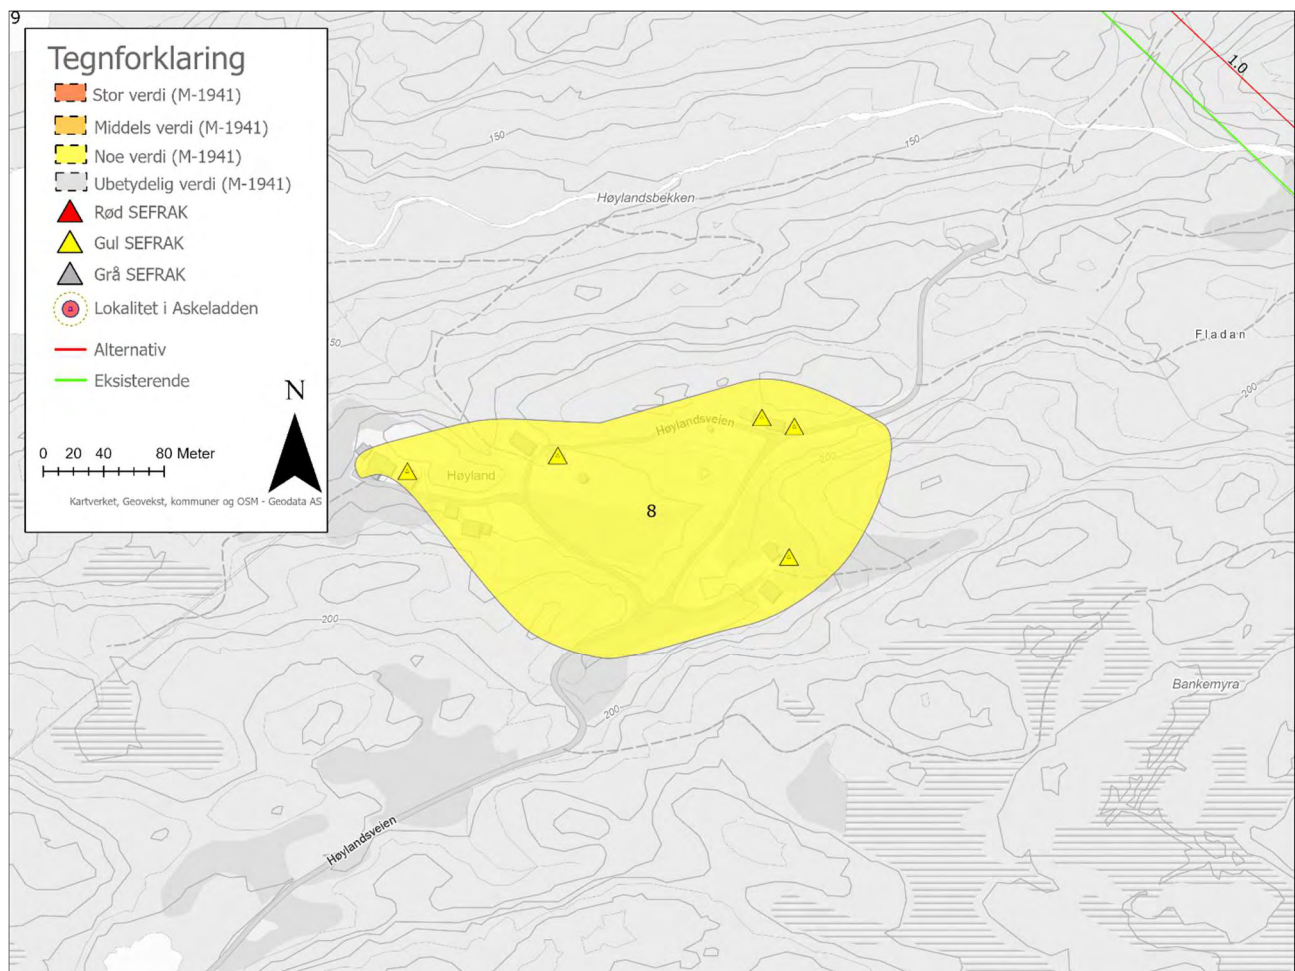 9
Tegnforklaring
Stor verdi (M-1941)
Middels verdi (M-1941)
Noe verdi (M-1941)
Ubetydelig verdi (M-1941)
Rød SEFRAK
Gul SEFRAK
Grå SEFRAK
Lokalitet i Askeladden
Alternativ
Eksisterende
N
0 20 40 80 Meter
Kartverket, Geovekst, kommuner og OSM - Geodata AS
1.0
150
150
Høylandsbekken
Fladan
50
200
Høylandsveien
200
Høyland
8
200
Bankemyra
200
Høylandsveien